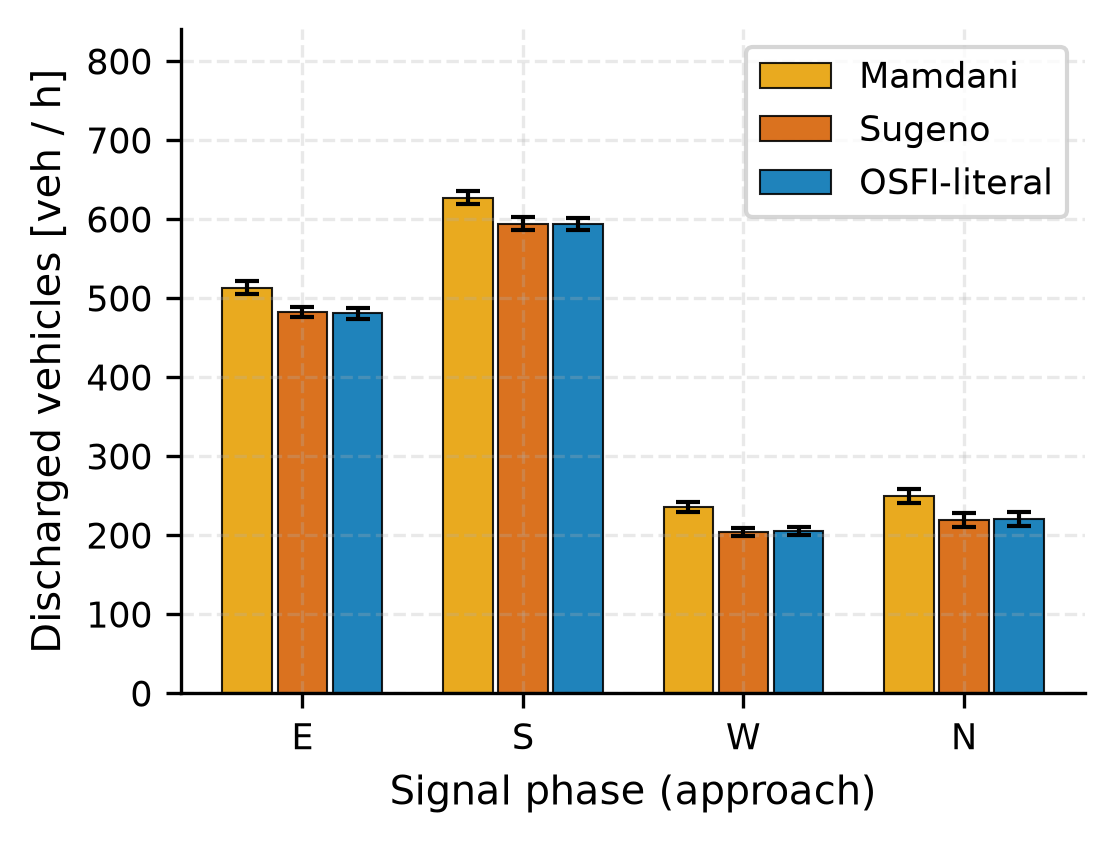 Discharged vehicles [veh / h]
800
700
600
500
400
300
200
100
0
Mamdani
Sugeno
OSFI-literal
E S W N
Signal phase (approach)